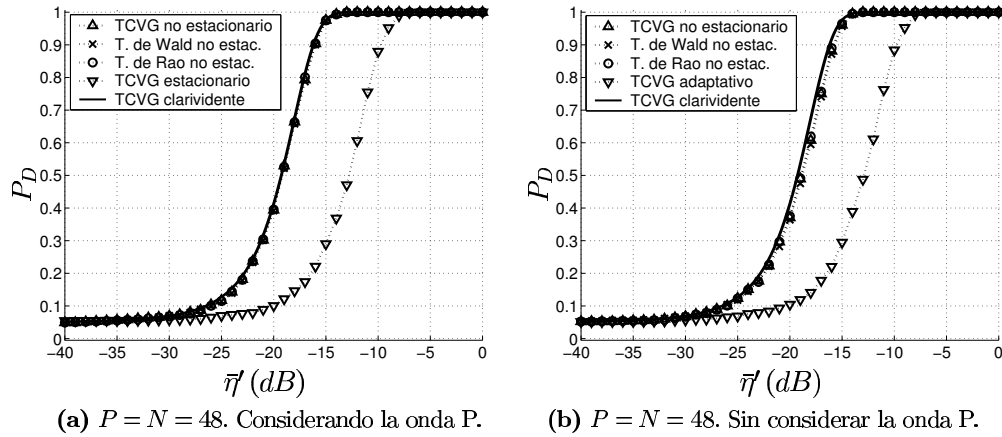 TCVG no estacionario
T. de Wald no estac.
T. de Rao no estac.
TCVG estacionario
TCVG clarividente
1
0.9
0.8
0.7
0.6
0.5
0.4
0.3
0.2
0.1
0
P_D
−40 −35 −30 −25 −20 −15 −10 −5 0
η̄′ (dB)
(a) P = N = 48. Considerando la onda P.
TCVG no estacionario
T. de Wald no estac.
T. de Rao no estac.
TCVG adaptativo
TCVG clarividente
1
0.9
0.8
0.7
0.6
0.5
0.4
0.3
0.2
0.1
0
P_D
−40 −35 −30 −25 −20 −15 −10 −5 0
η̄′ (dB)
(b) P = N = 48. Sin considerar la onda P.